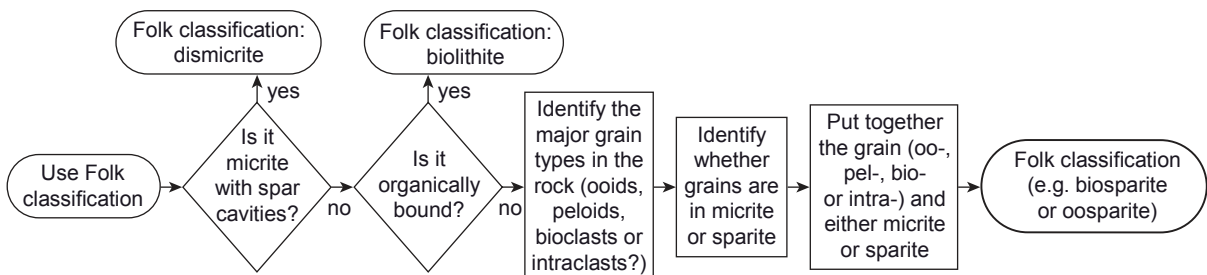 Use Folk
classification
Folk classification:
dismicrite
yes
Is it
micrite
with spar
cavities?
no
Folk classification:
biolithite
yes
Is it
organically
bound?
no
Identify the
major grain
types in the
rock (ooids,
peloids,
bioclasts or
intraclasts?)
Identify
whether
grains are
in micrite
or sparite
Put together
the grain (oo-,
pel-, bio-
or intra-) and
either micrite
or sparite
Folk classification
(e.g. biosparite
or oosparite)